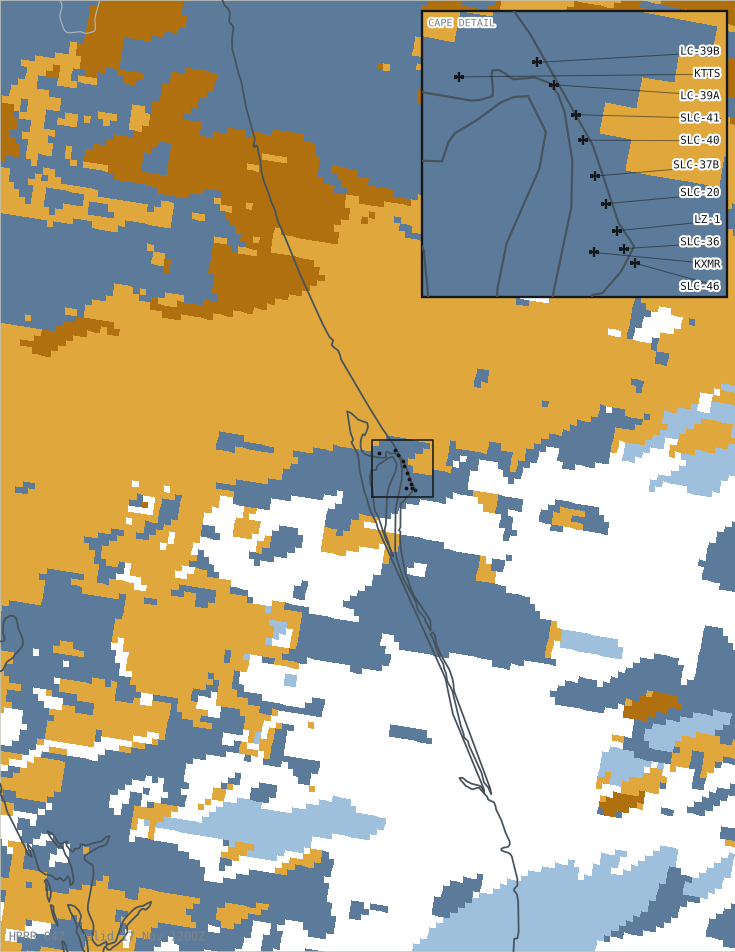 CAPE DETAIL
LC-39B
KTTS
LC-39A
SLC-41
SLC-40
SLC-37B
SLC-20
LZ-1
SLC-36
KXMR
SLC-46